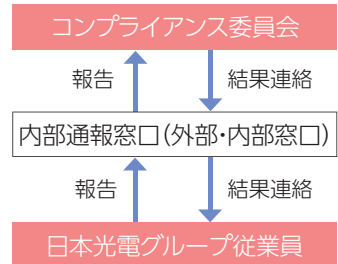 コンプライアンス委員会
報告
結果連絡
内部通報窓口（外部・内部窓口）
報告
結果連絡
日本光電グループ従業員